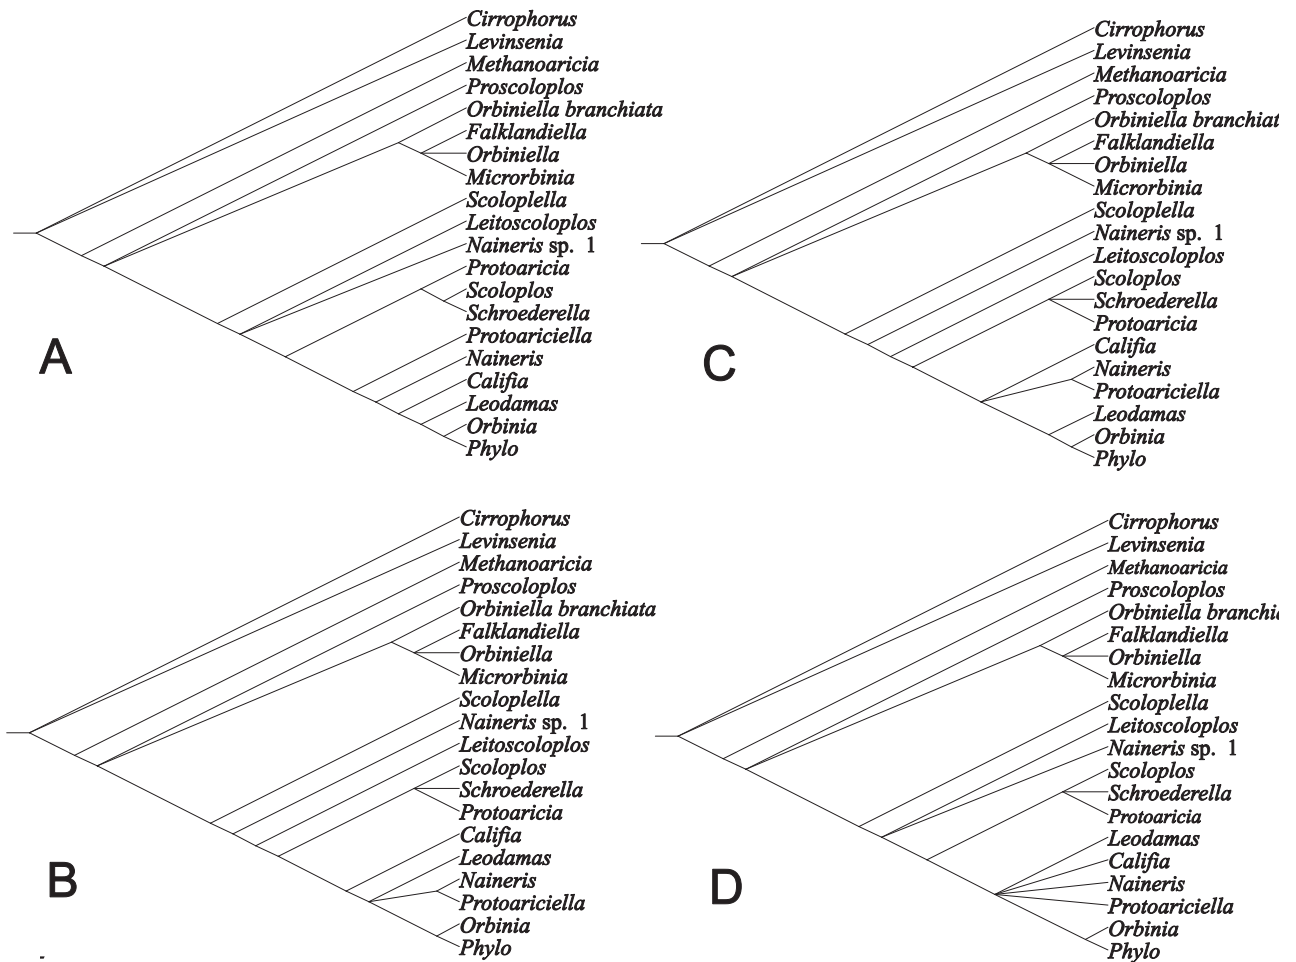 Cirrophorus
Levinsenia
Methanoaricia
Proscoloplos
Orbiniella branchiata
Falklandiella
Orbiniella
Microrbinia
Scoloplella
Leitoscoloplos
Naineris sp. 1
Protoaricia
Scoloplos
Schroederella
Protoariciella
Naineris
Califia
Leodamas
Orbinia
Phylo
A
Cirrophorus
Levinsenia
Methanoaricia
Proscoloplos
Orbiniella branchiat
Falklandiella
Orbiniella
Microrbinia
Scoloplella
Naineris sp. 1
Leitoscoloplos
Scoloplos
Schroederella
Protoaricia
Califia
Naineris
Protoariciella
Leodamas
Orbinia
Phylo
C
Cirrophorus
Levinsenia
Methanoaricia
Proscoloplos
Orbiniella branchiata
Falklandiella
Orbiniella
Microrbinia
Scoloplella
Naineris sp. 1
Leitoscoloplos
Scoloplos
Schroederella
Protoaricia
Califia
Leodamas
Naineris
Protoariciella
Orbinia
Phylo
B
Cirrophorus
Levinsenia
Methanoaricia
Proscoloplos
Orbiniella branchi
Falklandiella
Orbiniella
Microrbinia
Scoloplella
Leitoscoloplos
Naineris sp. 1
Scoloplos
Schroederella
Protoaricia
Leodamas
Califia
Naineris
Protoariciella
Orbinia
Phylo
D